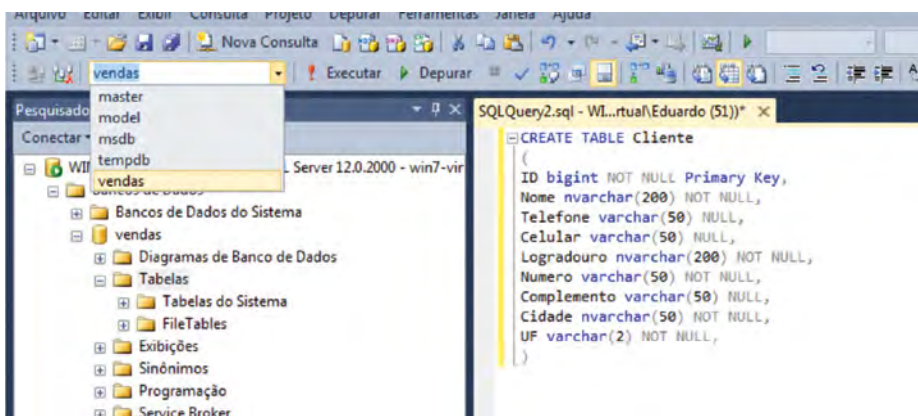 Arquivo Editar Exibir Consulta Projeto Depurar Ferramentas Janela Ajuda
Nova Consulta
vendas
Executar
Depurar
master
model
msdb
tempdb
vendas
Pesquisado
Conectar
WI
L Server 12.0.2000 - win7-vir
Bancos de Dados
Bancos de Dados do Sistema
vendas
Diagramas de Banco de Dados
Tabelas
Tabelas do Sistema
FileTables
Exibições
Sinônimos
Programação
Service Broker
SQLQuery2.sql - WI...rtual\Eduardo (51))* ×
CREATE TABLE Cliente
(
ID bigint NOT NULL Primary Key,
Nome nvarchar(200) NOT NULL,
Telefone varchar(50) NULL,
Celular varchar(50) NULL,
Logradouro nvarchar(200) NOT NULL,
Numero varchar(50) NOT NULL,
Complemento varchar(50) NULL,
Cidade nvarchar(50) NOT NULL,
UF varchar(2) NOT NULL,
)